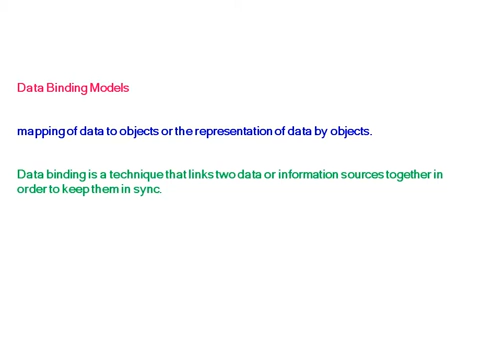 Data Binding Models
mapping of data to objects or the representation of data by objects.
Data binding is a technique that links two data or information sources together in
order to keep them in sync.